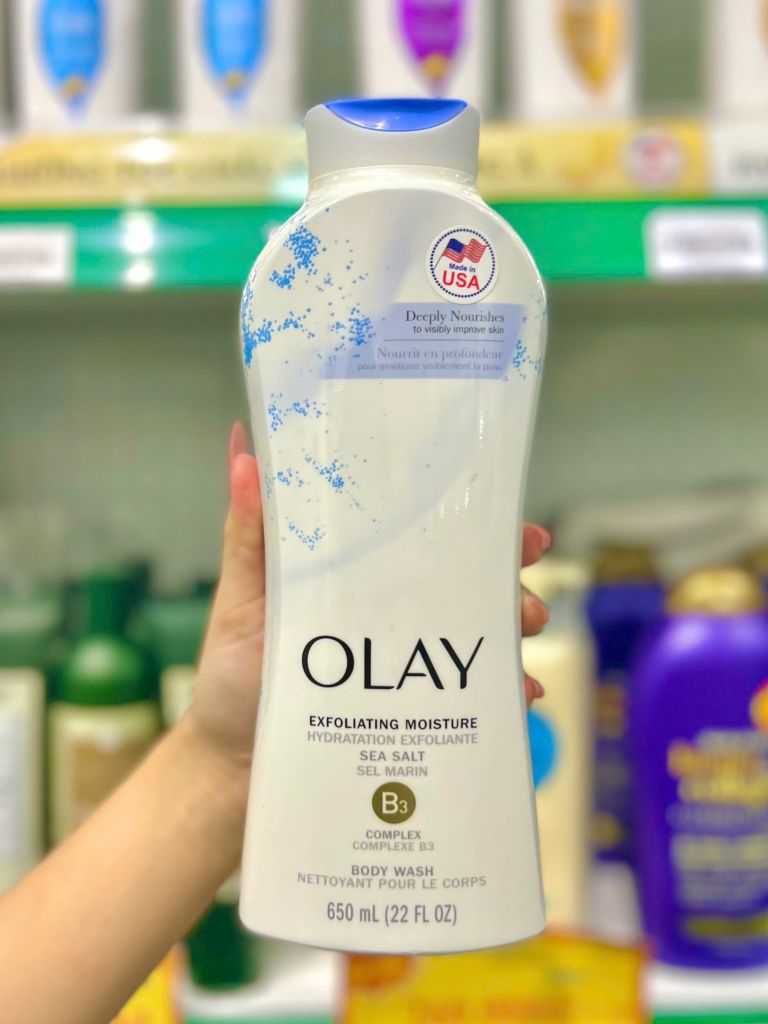 Made in
USA
Deeply Nourishes
to visibly improve skin
Nourrit en profondeur
pour améliorer visiblement la peau
OLAY
EXFOLIATING MOISTURE
HYDRATATION EXFOLIANTE
SEA SALT
SEL MARIN
B3
COMPLEX
COMPLEXE B3
BODY WASH
NETTOYANT POUR LE CORPS
650 mL (22 FL OZ)